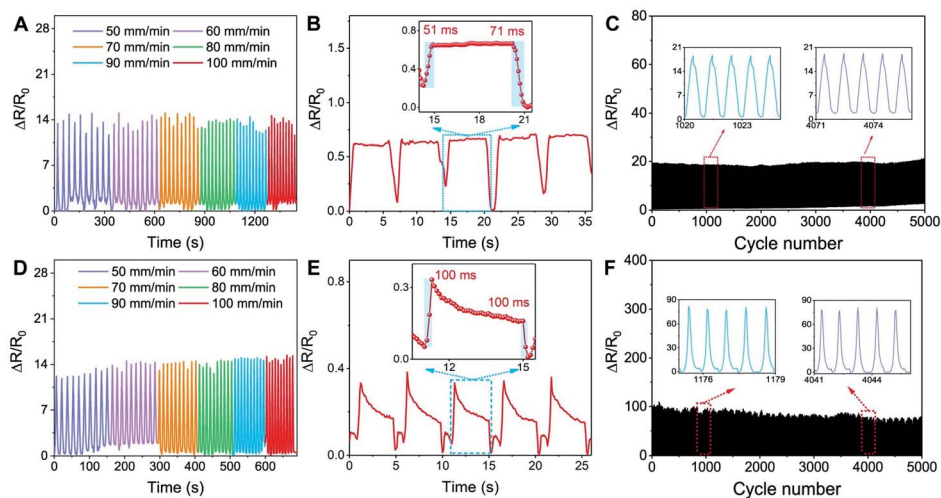 A
50 mm/min 60 mm/min
70 mm/min 80 mm/min
90 mm/min 100 mm/min
ΔR/R0
28
21
14
7
0
0 300 600 900 1200
Time (s)
B
51 ms 71 ms
0.8
0.4
0.0
15 18 21
ΔR/R0
1.5
1.0
0.5
0.0
0 5 10 15 20 25 30 35
Time (s)
C
ΔR/R0
80
60
40
20
0
21
14
7
0
1020 1023
21
14
7
0
4071 4074
0 1000 2000 3000 4000 5000
Cycle number
D
50 mm/min 60 mm/min
70 mm/min 80 mm/min
90 mm/min 100 mm/min
ΔR/R0
28
21
14
7
0
0 100 200 300 400 500 600
Time (s)
E
100 ms
100 ms
0.3
0.0
12 15
ΔR/R0
0.8
0.4
0.0
0 5 10 15 20 25
Time (s)
F
ΔR/R0
400
300
200
100
0
90
60
30
0
1176 1179
90
60
30
0
4041 4044
0 1000 2000 3000 4000 5000
Cycle number